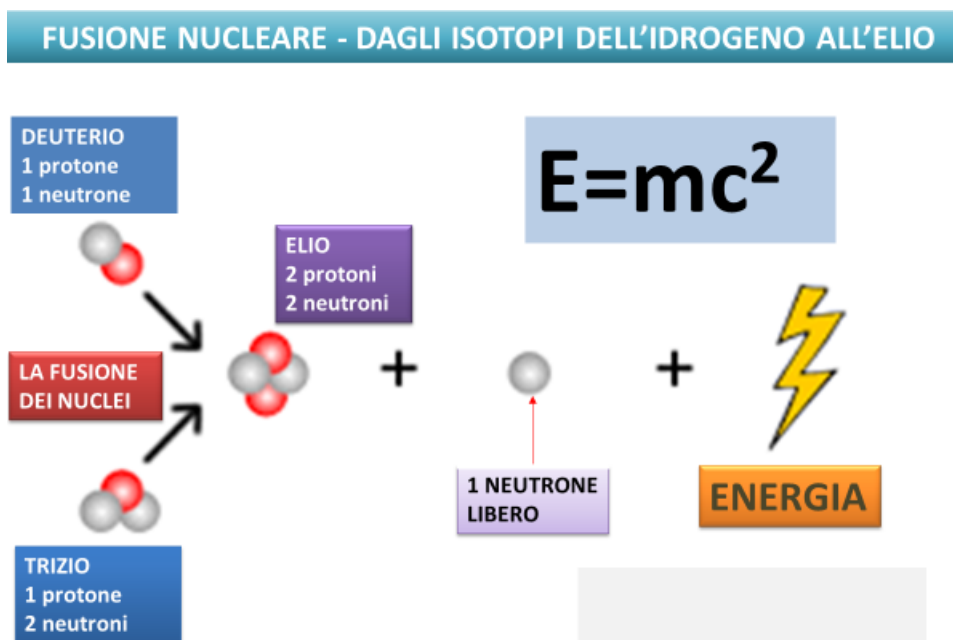 FUSIONE NUCLEARE - DAGLI ISOTOPI DELL'IDROGENO ALL'ELIO
DEUTERIO
1 protone
1 neutrone
E=mc²
ELIO
2 protoni
2 neutroni
LA FUSIONE
DEI NUCLEI
+
+
1 NEUTRONE
LIBERO
ENERGIA
TRIZIO
1 protone
2 neutroni